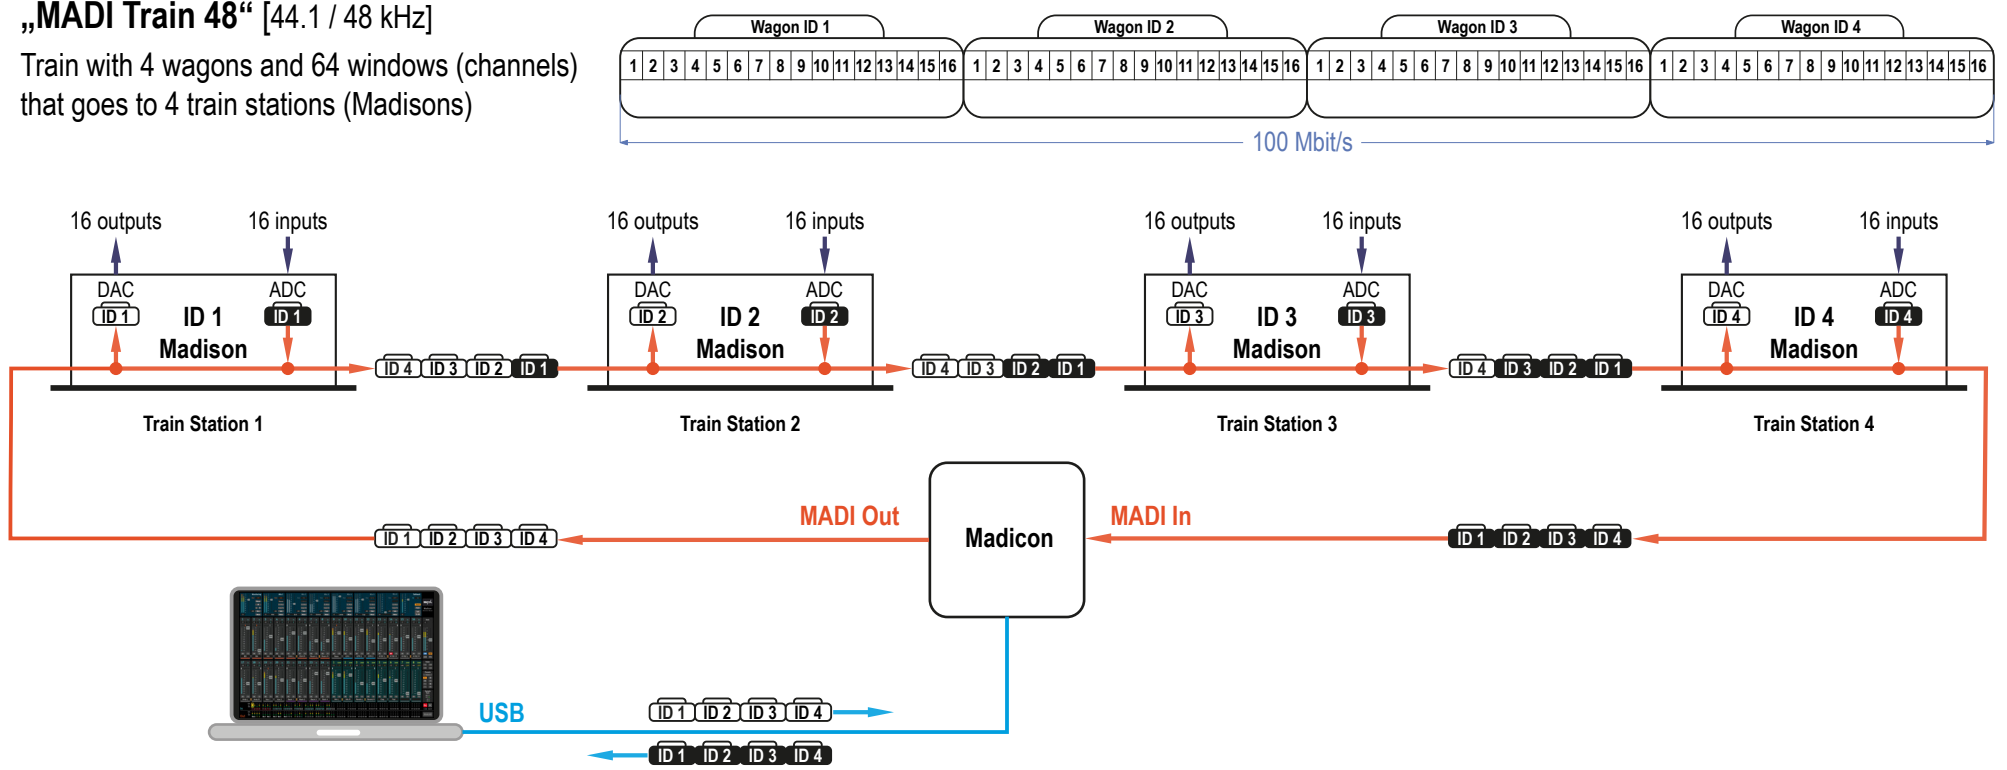 „MADI Train 48“ [44.1 / 48 kHz]
Train with 4 wagons and 64 windows (channels)
that goes to 4 train stations (Madisons)
Wagon ID 1 Wagon ID 2 Wagon ID 3 Wagon ID 4
1 2 3 4 5 6 7 8 9 10 11 12 13 14 15 16 1 2 3 4 5 6 7 8 9 10 11 12 13 14 15 16 1 2 3 4 5 6 7 8 9 10 11 12 13 14 15 16 1 2 3 4 5 6 7 8 9 10 11 12 13 14 15 16
100 Mbit/s
16 outputs 16 inputs 16 outputs 16 inputs 16 outputs 16 inputs 16 outputs 16 inputs
DAC ADC DAC ADC DAC ADC DAC ADC
ID 1 ID 1 ID 1 ID 2 ID 2 ID 2 ID 3 ID 3 ID 3 ID 4 ID 4 ID 4
Madison Madison Madison Madison
ID 4 ID 3 ID 2 ID 1 ID 4 ID 3 ID 2 ID 1 ID 4 ID 3 ID 2 ID 1
Train Station 1 Train Station 2 Train Station 3 Train Station 4
MADI Out MADI In
ID 1 ID 2 ID 3 ID 4 Madicon ID 1 ID 2 ID 3 ID 4
USB ID 1 ID 2 ID 3 ID 4
ID 1 ID 2 ID 3 ID 4